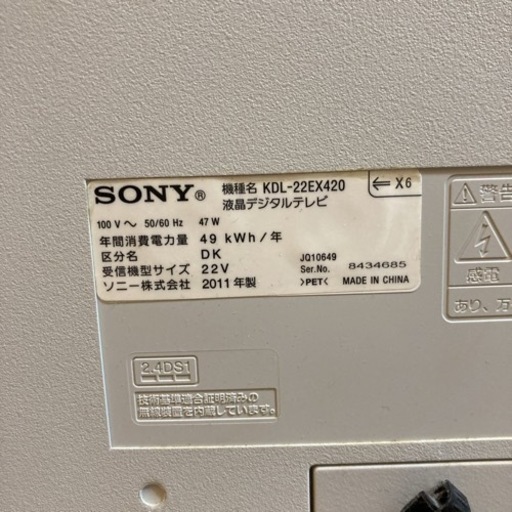 SONY® 機種名 KDL-22EX420
液晶デジタルテレビ
⇐ X6
100 V～ 50/60 Hz 47 W
年間消費電力量 49 kWh/年
区分名 DK
受信機型サイズ 22V
ソニー株式会社 2011年製
JQ10649
Ser.No. 8434685
>PET< MADE IN CHINA
⚠警告
感電
あり、万一
2.4DS1
技術基準適合証明済みの
無線装置を内蔵しています。